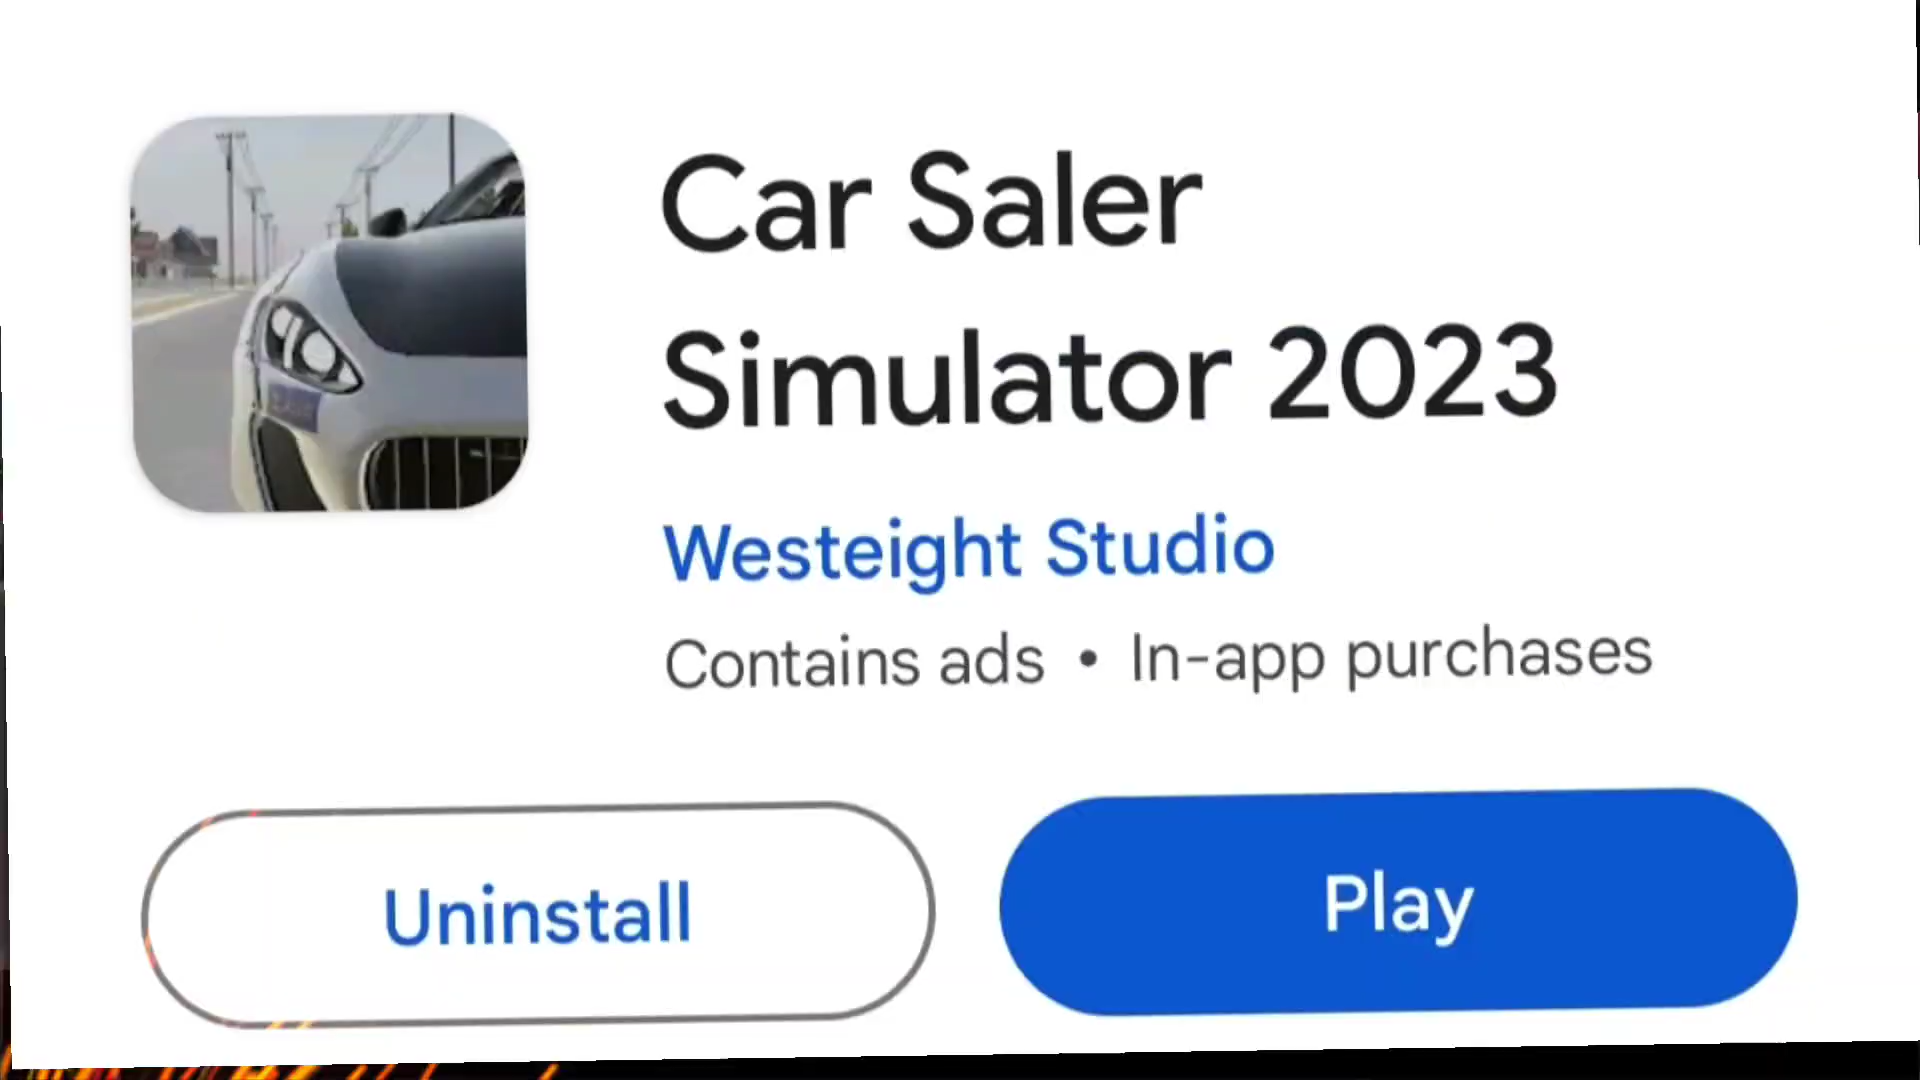 Car Saler
Simulator 2023
Westeight Studio
Contains ads • In-app purchases
Uninstall
Play